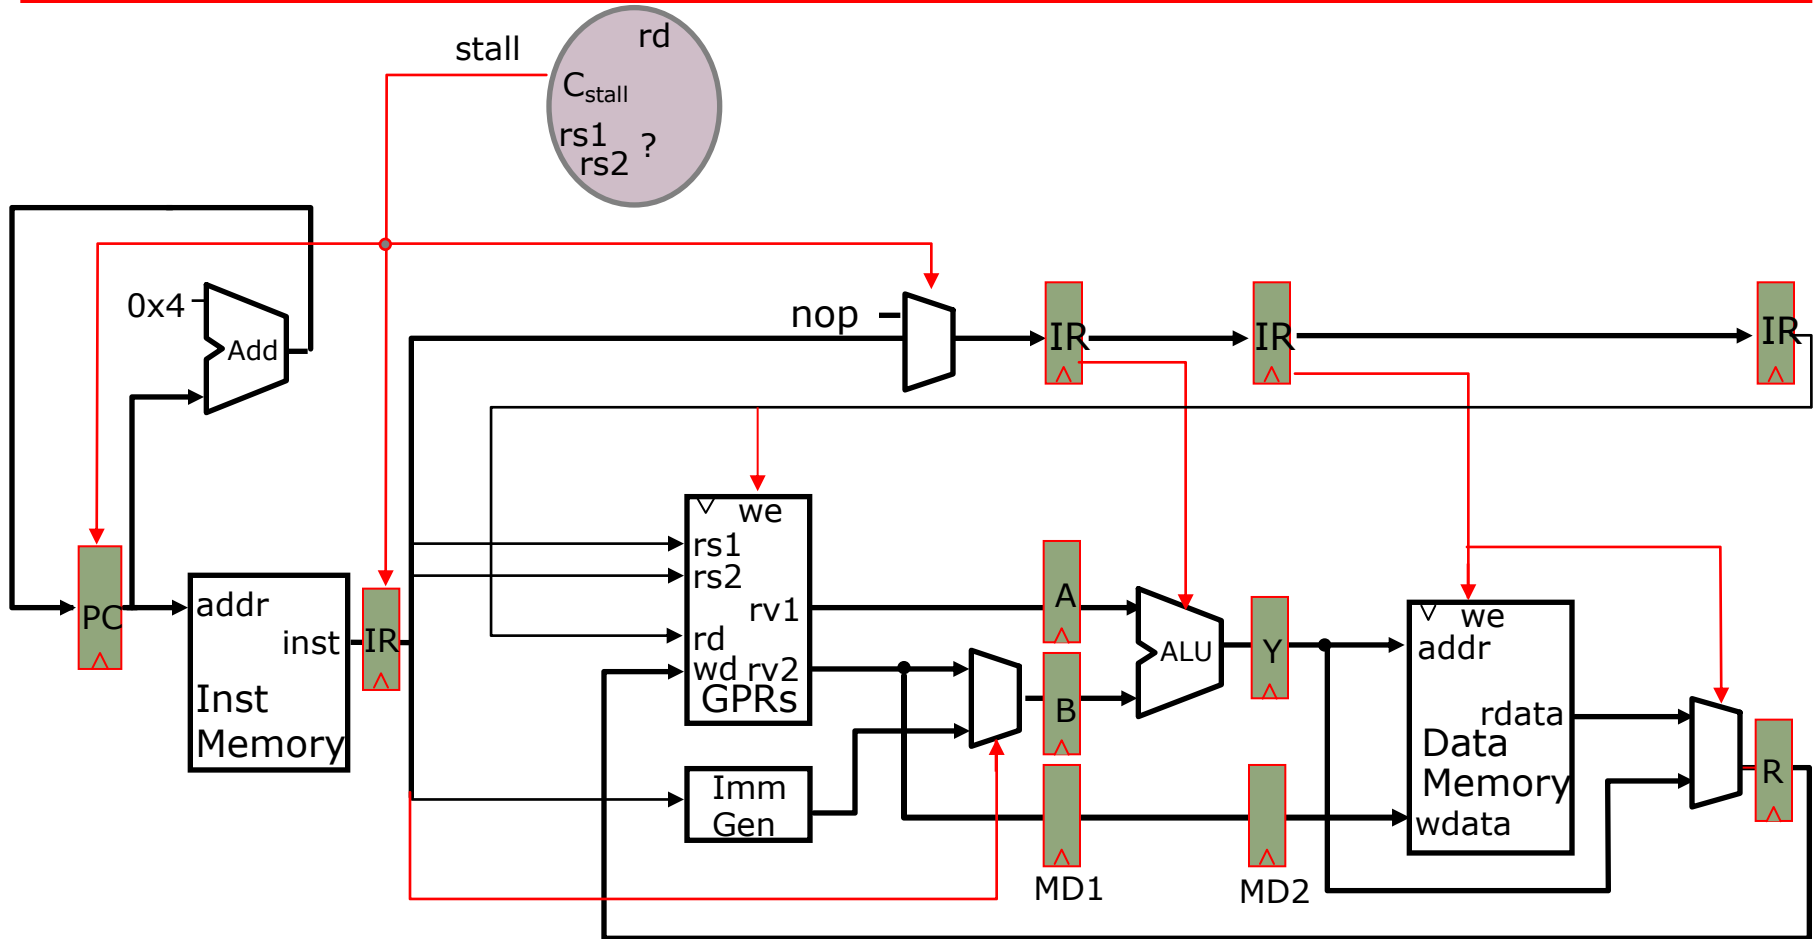 stall
rd
C_stall
rs1
rs2
?
0x4
Add
nop
IR
IR
IR
PC
addr
inst
Inst
Memory
IR
we
rs1
rs2
rv1
rd
wd rv2
GPRs
Imm
Gen
A
B
MD1
ALU
Y
MD2
we
addr
rdata
Data
Memory
wdata
R